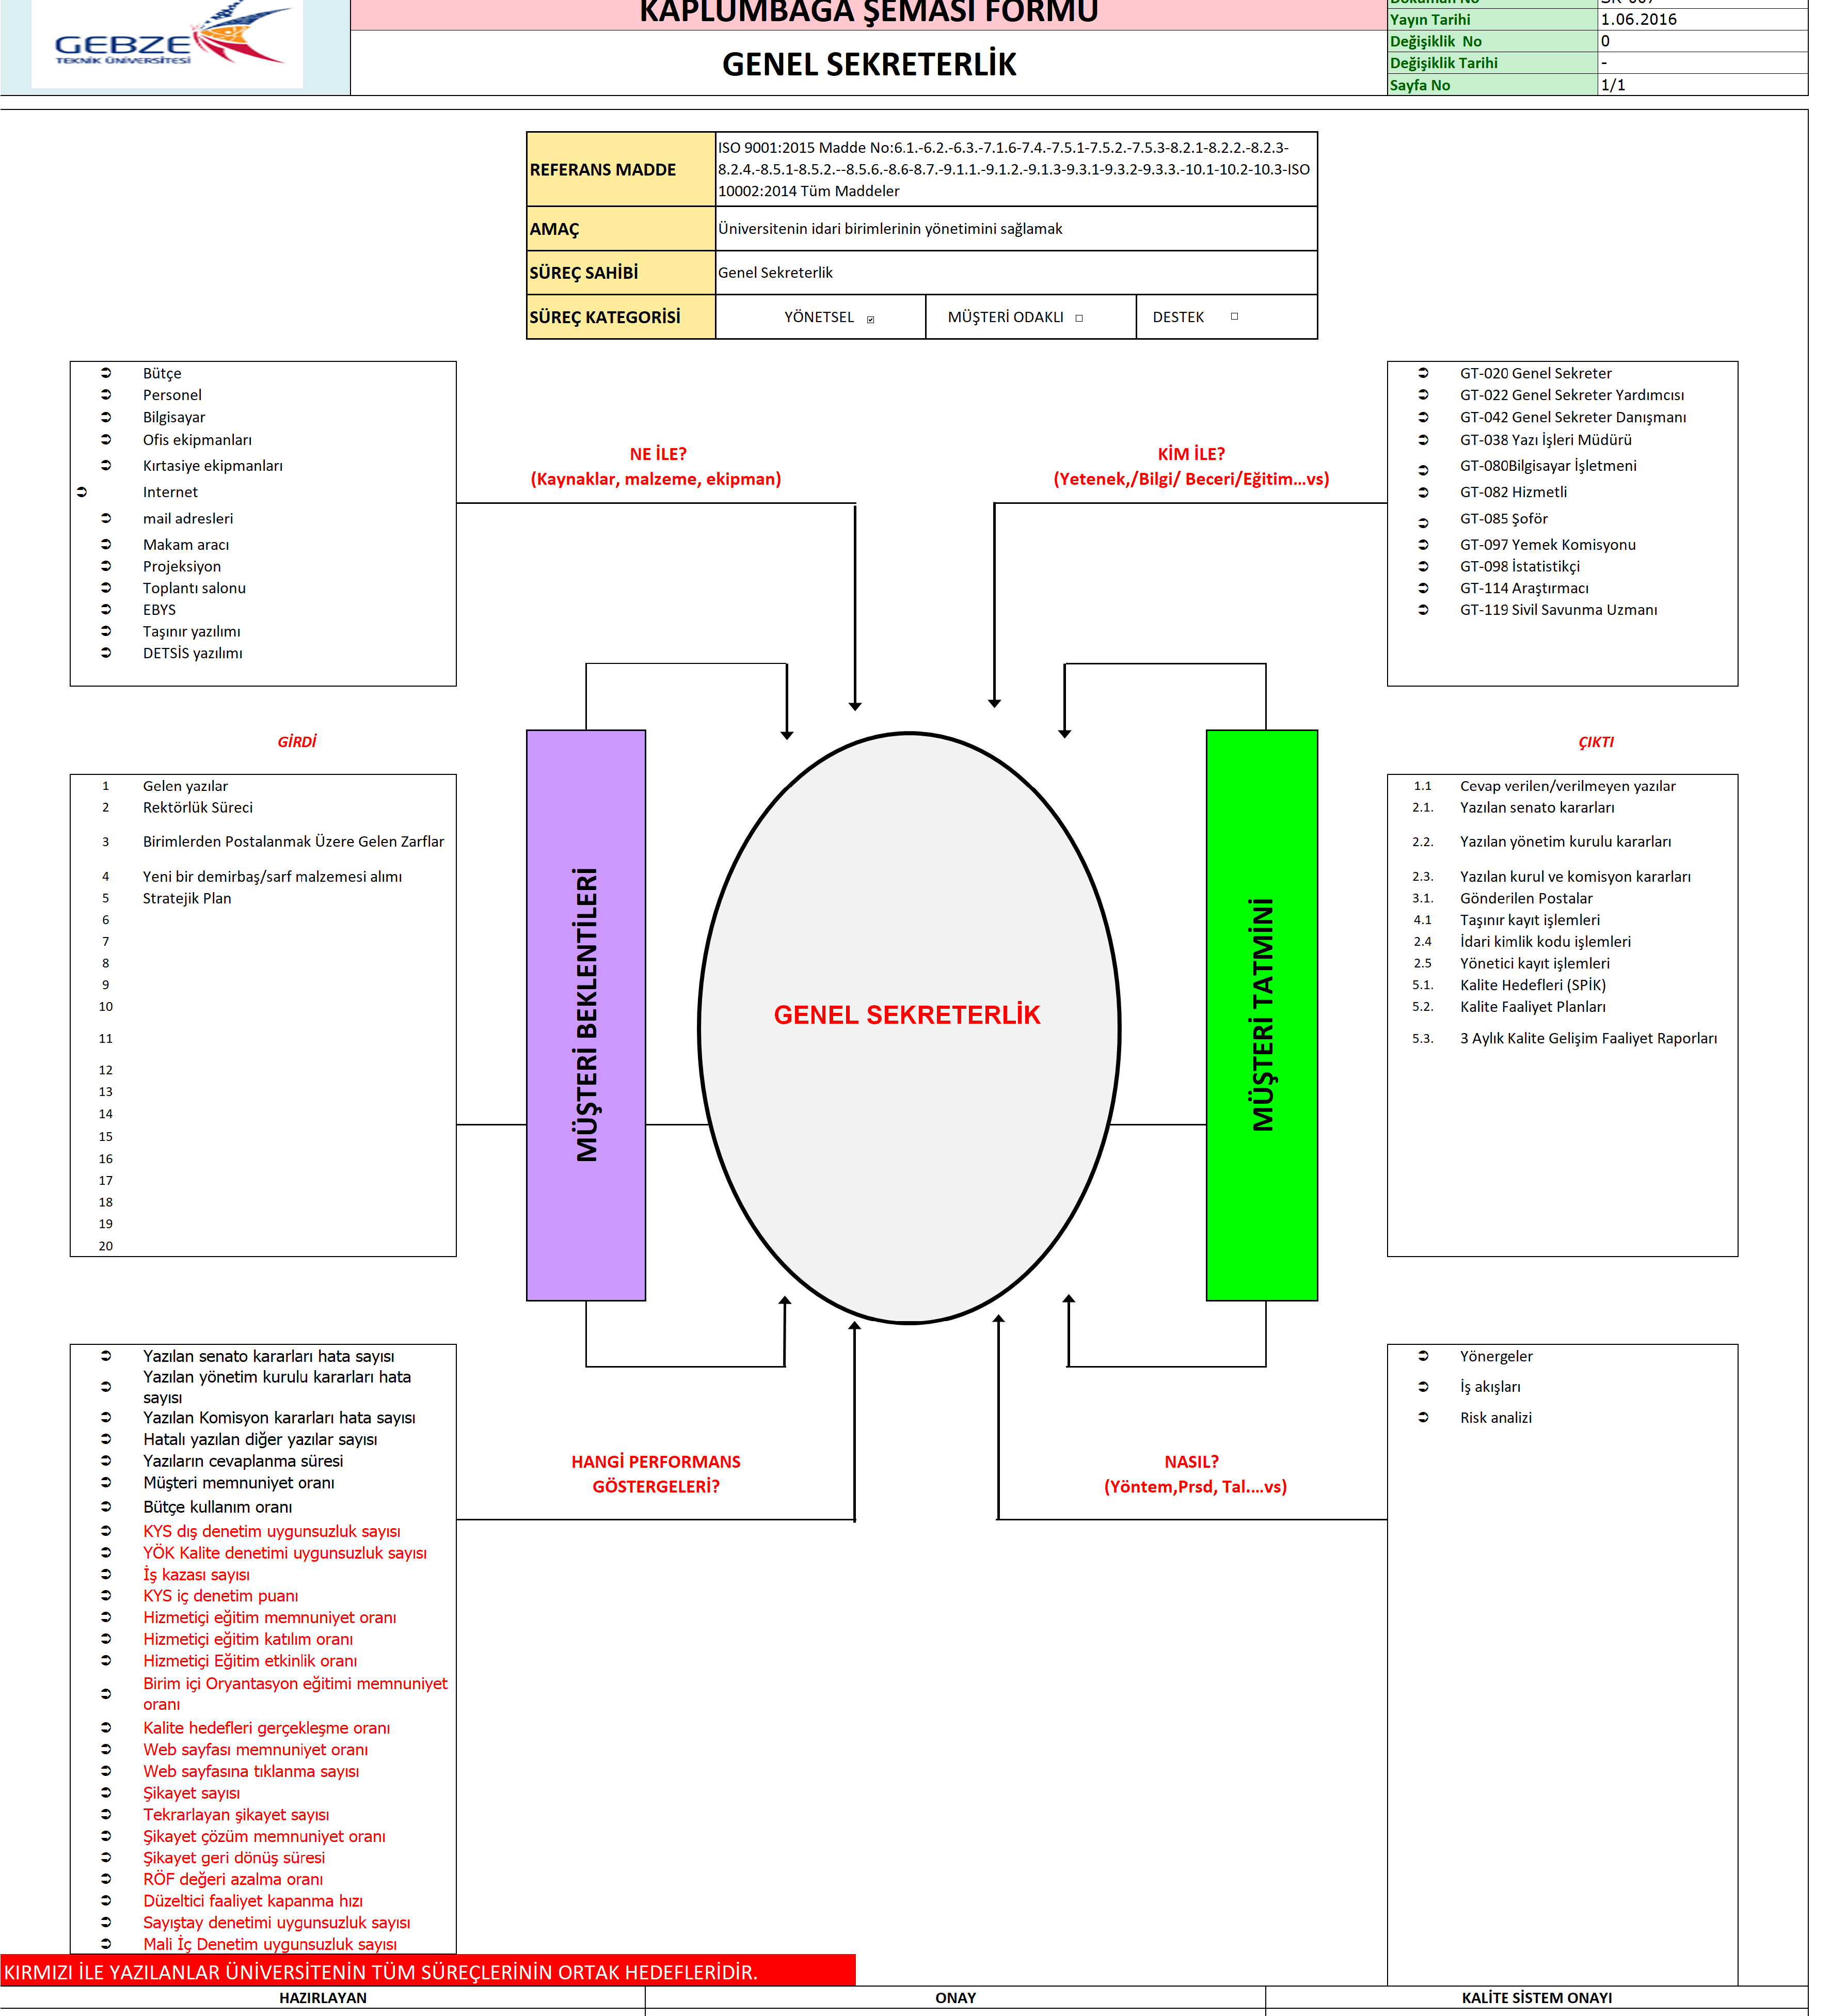 GEBZE
TEKNİK ÜNİVERSİTESİ
KAPLUMBAĞA ŞEMASI FORMU
GENEL SEKRETERLİK
Yayın Tarihi 1.06.2016
Değişiklik No 0
Değişiklik Tarihi -
Sayfa No 1/1
REFERANS MADDE
ISO 9001:2015 Madde No:6.1.-6.2.-6.3.-7.1.6-7.4.-7.5.1-7.5.2.-7.5.3-8.2.1-8.2.2.-8.2.3-
8.2.4.-8.5.1-8.5.2.--8.5.6.-8.6-8.7.-9.1.1.-9.1.2.-9.1.3-9.3.1-9.3.2-9.3.3.-10.1-10.2-10.3-ISO
10002:2014 Tüm Maddeler
AMAÇ Üniversitenin idari birimlerinin yönetimini sağlamak
SÜREÇ SAHİBİ Genel Sekreterlik
SÜREÇ KATEGORİSİ YÖNETSEL ☑ MÜŞTERİ ODAKLI ☐ DESTEK ☐
➲ Bütçe
➲ Personel
➲ Bilgisayar
➲ Ofis ekipmanları
➲ Kırtasiye ekipmanları
➲ Internet
➲ mail adresleri
➲ Makam aracı
➲ Projeksiyon
➲ Toplantı salonu
➲ EBYS
➲ Taşınır yazılımı
➲ DETSİS yazılımı
NE İLE?
(Kaynaklar, malzeme, ekipman)
KİM İLE?
(Yetenek,/Bilgi/ Beceri/Eğitim...vs)
➲ GT-020 Genel Sekreter
➲ GT-022 Genel Sekreter Yardımcısı
➲ GT-042 Genel Sekreter Danışmanı
➲ GT-038 Yazı İşleri Müdürü
➲ GT-080Bilgisayar İşletmeni
➲ GT-082 Hizmetli
➲ GT-085 Şoför
➲ GT-097 Yemek Komisyonu
➲ GT-098 İstatistikçi
➲ GT-114 Araştırmacı
➲ GT-119 Sivil Savunma Uzmanı
GİRDİ
1 Gelen yazılar
2 Rektörlük Süreci
3 Birimlerden Postalanmak Üzere Gelen Zarflar
4 Yeni bir demirbaş/sarf malzemesi alımı
5 Stratejik Plan
6
7
8
9
10
11
12
13
14
15
16
17
18
19
20
MÜŞTERİ BEKLENTİLERİ
GENEL SEKRETERLİK
MÜŞTERİ TATMİNİ
ÇIKTI
1.1 Cevap verilen/verilmeyen yazılar
2.1. Yazılan senato kararları
2.2. Yazılan yönetim kurulu kararları
2.3. Yazılan kurul ve komisyon kararları
3.1. Gönderilen Postalar
4.1 Taşınır kayıt işlemleri
2.4 İdari kimlik kodu işlemleri
2.5 Yönetici kayıt işlemleri
5.1. Kalite Hedefleri (SPİK)
5.2. Kalite Faaliyet Planları
5.3. 3 Aylık Kalite Gelişim Faaliyet Raporları
➲ Yazılan senato kararları hata sayısı
➲ Yazılan yönetim kurulu kararları hata
sayısı
➲ Yazılan Komisyon kararları hata sayısı
➲ Hatalı yazılan diğer yazılar sayısı
➲ Yazıların cevaplanma süresi
➲ Müşteri memnuniyet oranı
➲ Bütçe kullanım oranı
➲ KYS dış denetim uygunsuzluk sayısı
➲ YÖK Kalite denetimi uygunsuzluk sayısı
➲ İş kazası sayısı
➲ KYS iç denetim puanı
➲ Hizmetiçi eğitim memnuniyet oranı
➲ Hizmetiçi eğitim katılım oranı
➲ Hizmetiçi Eğitim etkinlik oranı
➲ Birim içi Oryantasyon eğitimi memnuniyet
oranı
➲ Kalite hedefleri gerçekleşme oranı
➲ Web sayfası memnuniyet oranı
➲ Web sayfasına tıklanma sayısı
➲ Şikayet sayısı
➲ Tekrarlayan şikayet sayısı
➲ Şikayet çözüm memnuniyet oranı
➲ Şikayet geri dönüş süresi
➲ RÖF değeri azalma oranı
➲ Düzeltici faaliyet kapanma hızı
➲ Sayıştay denetimi uygunsuzluk sayısı
➲ Mali İç Denetim uygunsuzluk sayısı
HANGİ PERFORMANS
GÖSTERGELERİ?
NASIL?
(Yöntem,Prsd, Tal....vs)
➲ Yönergeler
➲ İş akışları
➲ Risk analizi
KIRMIZI İLE YAZILANLAR ÜNİVERSİTENİN TÜM SÜREÇLERİNİN ORTAK HEDEFLERİDİR.
HAZIRLAYAN ONAY KALİTE SİSTEM ONAYI